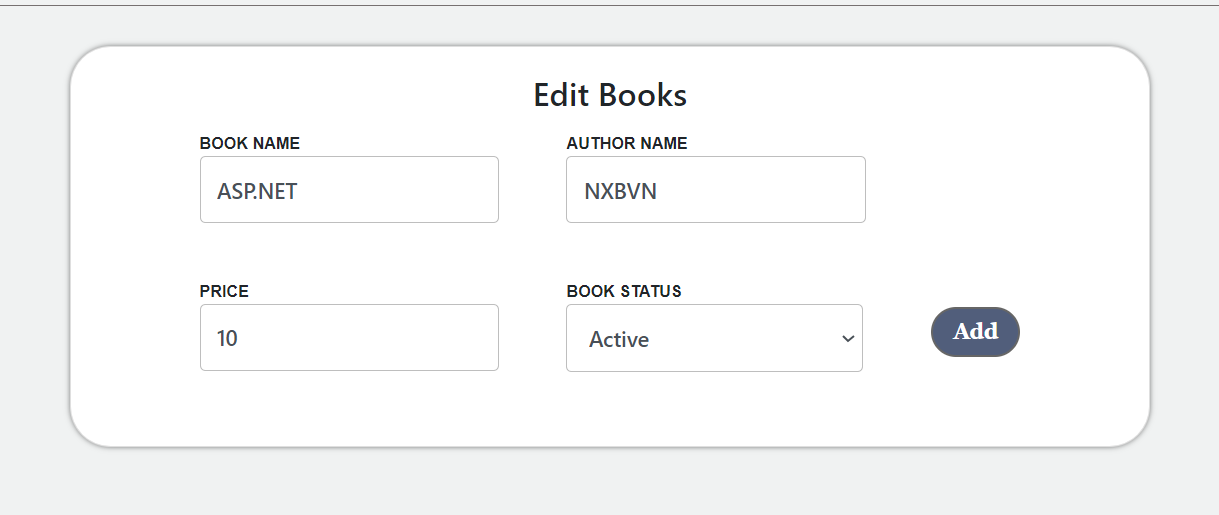 Edit Books
BOOK NAME
AUTHOR NAME
ASP.NET
NXBVN
PRICE
BOOK STATUS
10
Active
Add